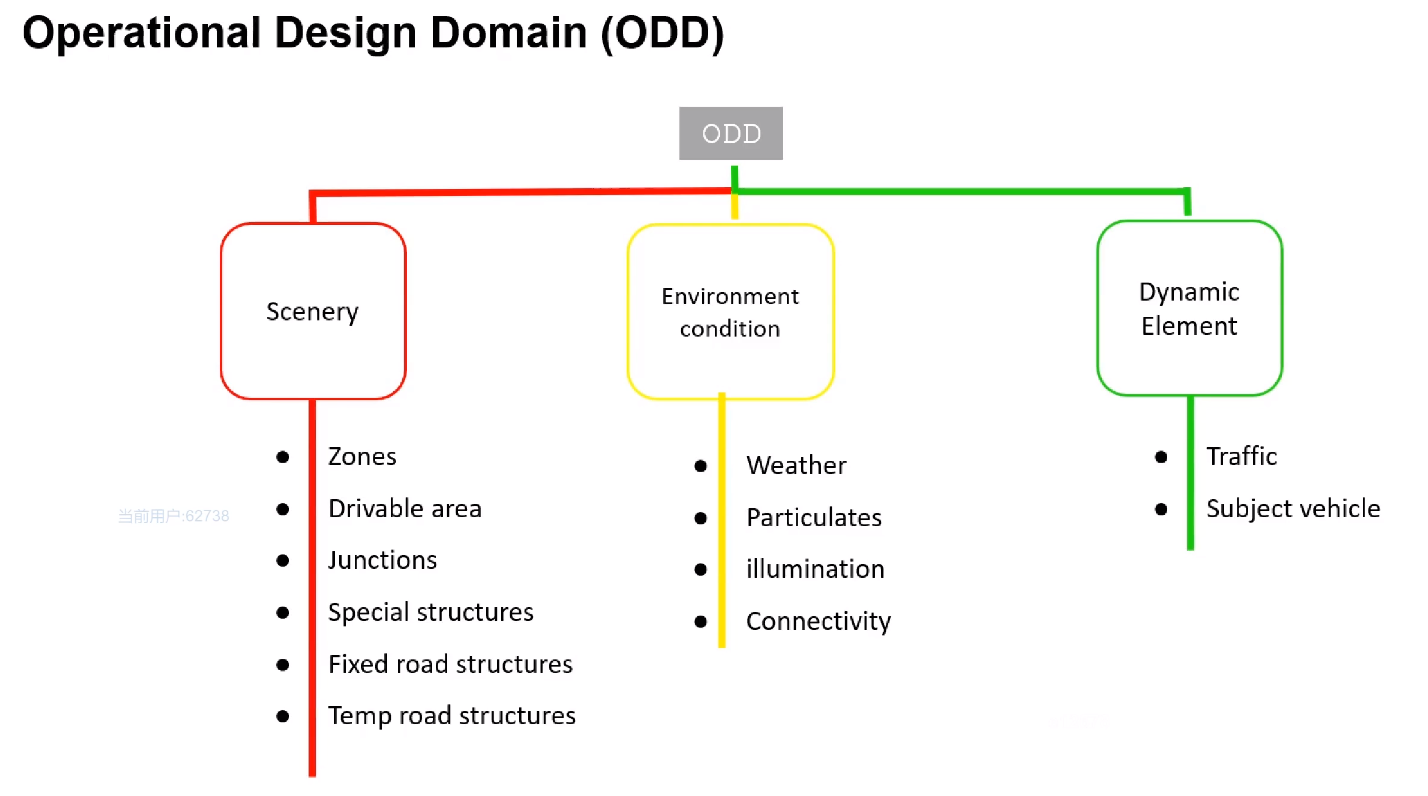 Operational Design Domain (ODD)
ODD
Scenery
Environment
condition
Dynamic
Element
● Zones
● Drivable area
● Junctions
● Special structures
● Fixed road structures
● Temp road structures
● Weather
● Particulates
● illumination
● Connectivity
● Traffic
● Subject vehicle
当前用户:62738